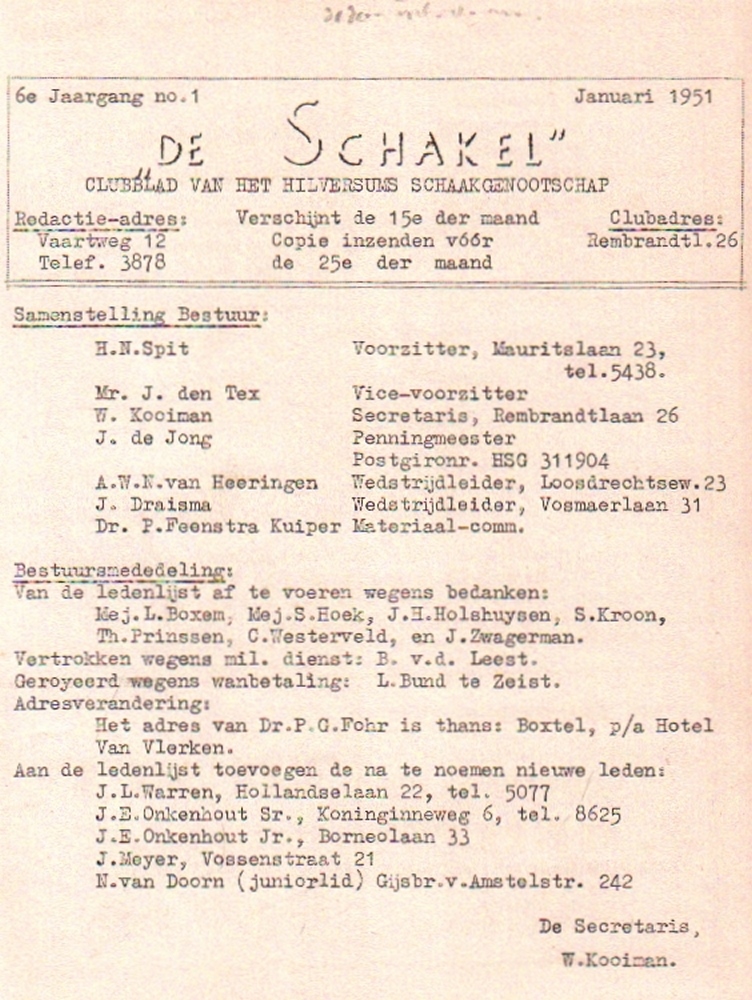 6e Jaargang no.1 Januari 1951
„DE SCHAKEL”
CLUBBLAD VAN HET HILVERSUMS SCHAAKGENOOTSCHAP
Redactie-adres: Verschijnt de 15e der maand Clubadres:
Vaartweg 12 Copie inzenden vóór Rembrandtl.26
Telef. 3878 de 25e der maand
Samenstelling Bestuur:
H.N.Spit Voorzitter, Mauritslaan 23,
tel.5438.
Mr. J. den Tex Vice-voorzitter
W. Kooiman Secretaris, Rembrandtlaan 26
J. de Jong Penningmeester
Postgironr. HSG 311904
A.W.N.van Heeringen Wedstrijdleider, Loosdrechtsew.23
J. Draisma Wedstrijdleider, Vosmaerlaan 31
Dr. P.Feenstra Kuiper Materiaal-comm.
Bestuursmededeling:
Van de ledenlijst af te voeren wegens bedanken:
Mej.L.Boxem, Mej.S.Hoek, J.H.Holshuysen, S.Kroon,
Th.Prinssen, C.Westerveld, en J.Zwagerman.
Vertrokken wegens mil. dienst: B. v.d. Leest.
Geroyeerd wegens wanbetaling: L.Bund te Zeist.
Adresverandering:
Het adres van Dr.P.G.Fohr is thans: Boxtel, p/a Hotel
Van Vlerken.
Aan de ledenlijst toevoegen de na te noemen nieuwe leden:
J.L.Warren, Hollandselaan 22, tel. 5077
J.E.Onkenhout Sr., Koninginneweg 6, tel. 8625
J.E.Onkenhout Jr., Borneolaan 33
J.Meyer, Vossenstraat 21
N.van Doorn (juniorlid) Gijsbr.v.Amstelstr. 242
De Secretaris,
W.Kooiman.